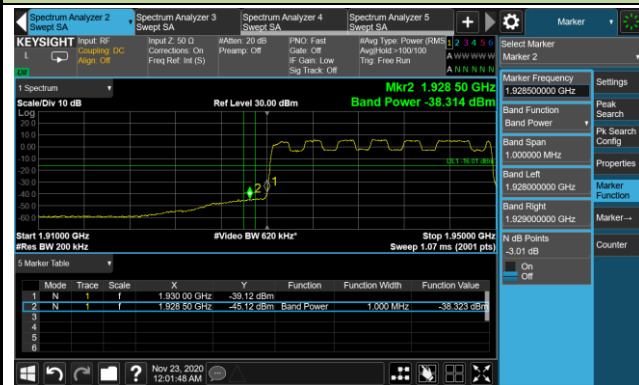 Spectrum Analyzer 2
Swept SA
Spectrum Analyzer 3
Swept SA
Spectrum Analyzer 4
Swept SA
Spectrum Analyzer 5
Swept SA
+
Marker
KEYSIGHT
L
Input: RF
Coupling: DC
Align: Off
Input Z: 50 Ω
Corrections: On
Freq Ref: Int (S)
#Atten: 20 dB
Preamp: Off
PNO: Fast
Gate: Off
IF Gain: Low
Sig Track: Off
#Avg Type: Power (RMS
Avg|Hold:>100/100
Trig: Free Run
1 2 3 4 5 6
A W W W W W
A N N N N N
Select Marker
Marker 2
1 Spectrum
Scale/Div 10 dB
Ref Level 30.00 dBm
Mkr2 1.928 50 GHz
Band Power -38.314 dBm
Log
20.0
10.0
0.00
-10.0
-20.0
-30.0
-40.0
-50.0
-60.0
2
1
Start 1.91000 GHz
#Res BW 200 kHz
#Video BW 620 kHz*
Stop 1.95000 GHz
Sweep 1.07 ms (2001 pts)
5 Marker Table
Mode Trace Scale X Y Function Function Width Function Value
1 N 1 f 1.930 00 GHz -39.12 dBm
2 N 1 f 1.928 50 GHz -45.12 dBm Band Power 1.000 MHz -38.323 dBm
3
4
5
6
Marker Frequency
1.928500000 GHz
Band Function
Band Power
Band Span
1.000000 MHz
Band Left
1.928000000 GHz
Band Right
1.929000000 GHz
N dB Points
-3.01 dB
On
Off
Settings
Peak
Search
Pk Search
Config
Properties
Marker
Function
Marker→
Counter
?
Nov 23, 2020
12:01:48 AM